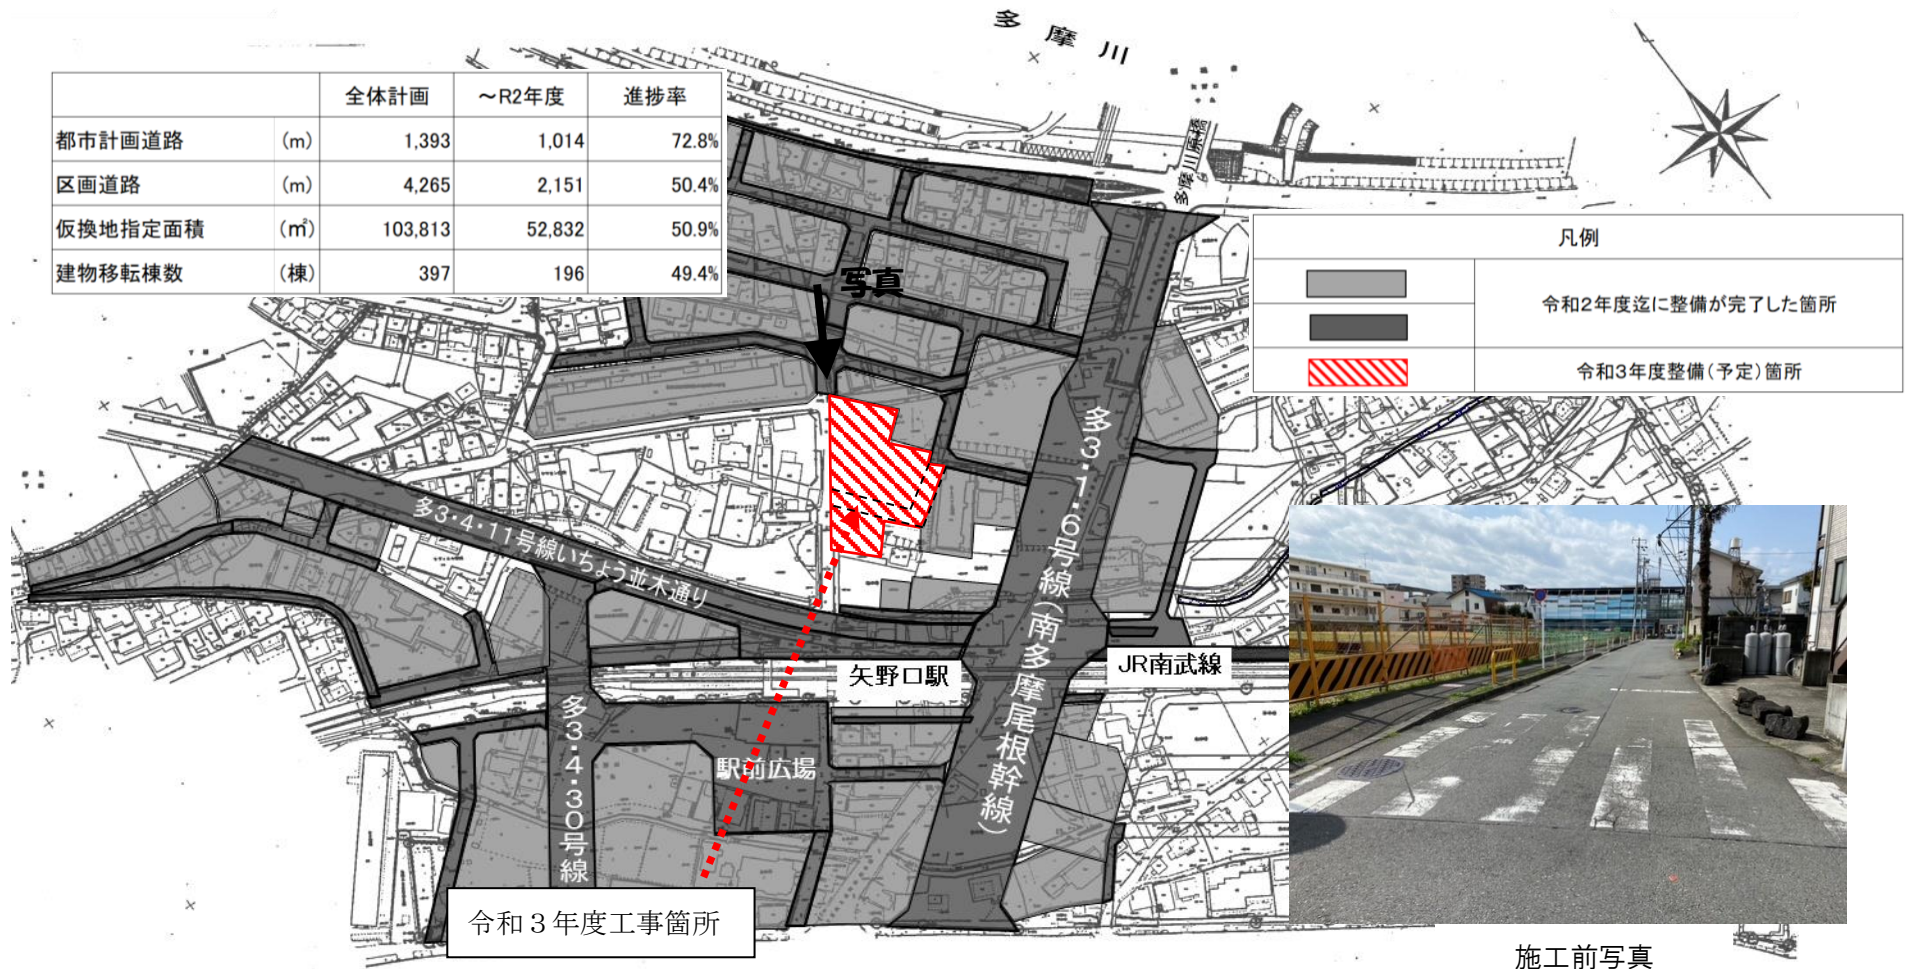 多摩川
全体計画 ～R2年度 進捗率
都市計画道路 (m) 1,393 1,014 72.8%
区画道路 (m) 4,265 2,151 50.4%
仮換地指定面積 (㎡) 103,813 52,832 50.9%
建物移転棟数 (棟) 397 196 49.4%
多摩川原橋
凡例
令和2年度迄に整備が完了した箇所
令和3年度整備(予定)箇所
写真
多3・4・11号線いちょう並木通り
多3・1・6号線(南多摩尾根幹線)
矢野口駅
JR南武線
多3・4・30号線
駅前広場
令和３年度工事箇所
施工前写真